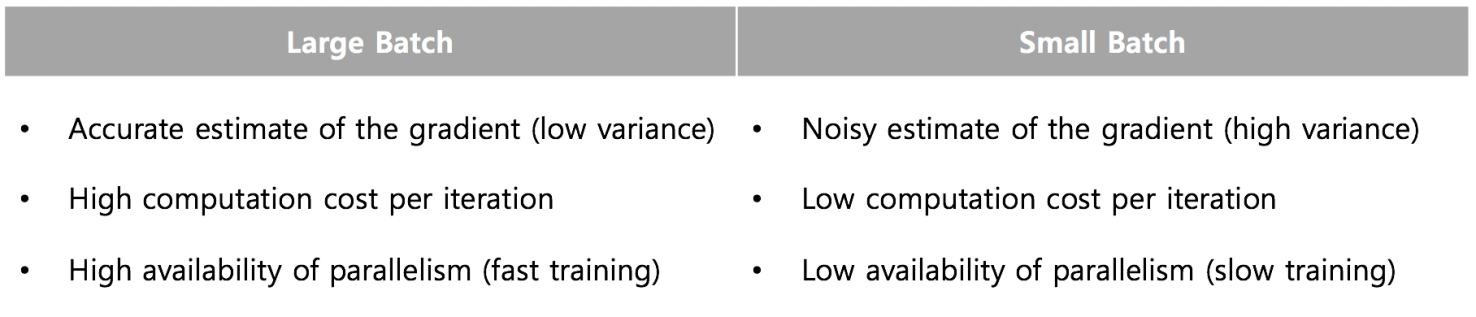 Large Batch
Small Batch
• Accurate estimate of the gradient (low variance)
• High computation cost per iteration
• High availability of parallelism (fast training)
• Noisy estimate of the gradient (high variance)
• Low computation cost per iteration
• Low availability of parallelism (slow training)